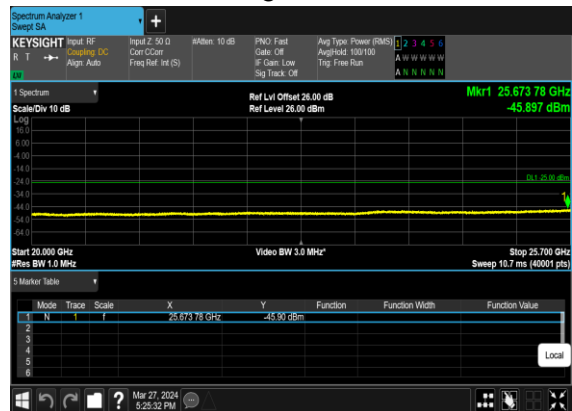 Spectrum Analyzer 1
Swept SA
+
KEYSIGHT Input: RF Input Z: 50 Ω #Atten: 10 dB PNO: Fast Avg Type: Power (RMS) 1 2 3 4 5 6
R T Coupling: DC Corr CCorr Gate: Off Avg|Hold: 100/100 A W W W W W
Align: Auto Freq Ref: Int (S) IF Gain: Low Trig: Free Run
Sig Track: Off A N N N N N
1 Spectrum Ref Lvl Offset 26.00 dB Mkr1 25.673 78 GHz
Scale/Div 10 dB Ref Level 26.00 dBm -45.897 dBm
Log
16.0
6.00
-4.00
-14.0
-24.0 DL1 -25.00 dBm
-34.0 1
-44.0
-54.0
-64.0
Start 20.000 GHz Video BW 3.0 MHz* Stop 25.700 GHz
#Res BW 1.0 MHz Sweep 10.7 ms (40001 pts)
5 Marker Table
Mode Trace Scale X Y Function Function Width Function Value
1 N 1 f 25.673 78 GHz -45.90 dBm
2
3
4
5
6
Local
? Mar 27, 2024
5:25:32 PM